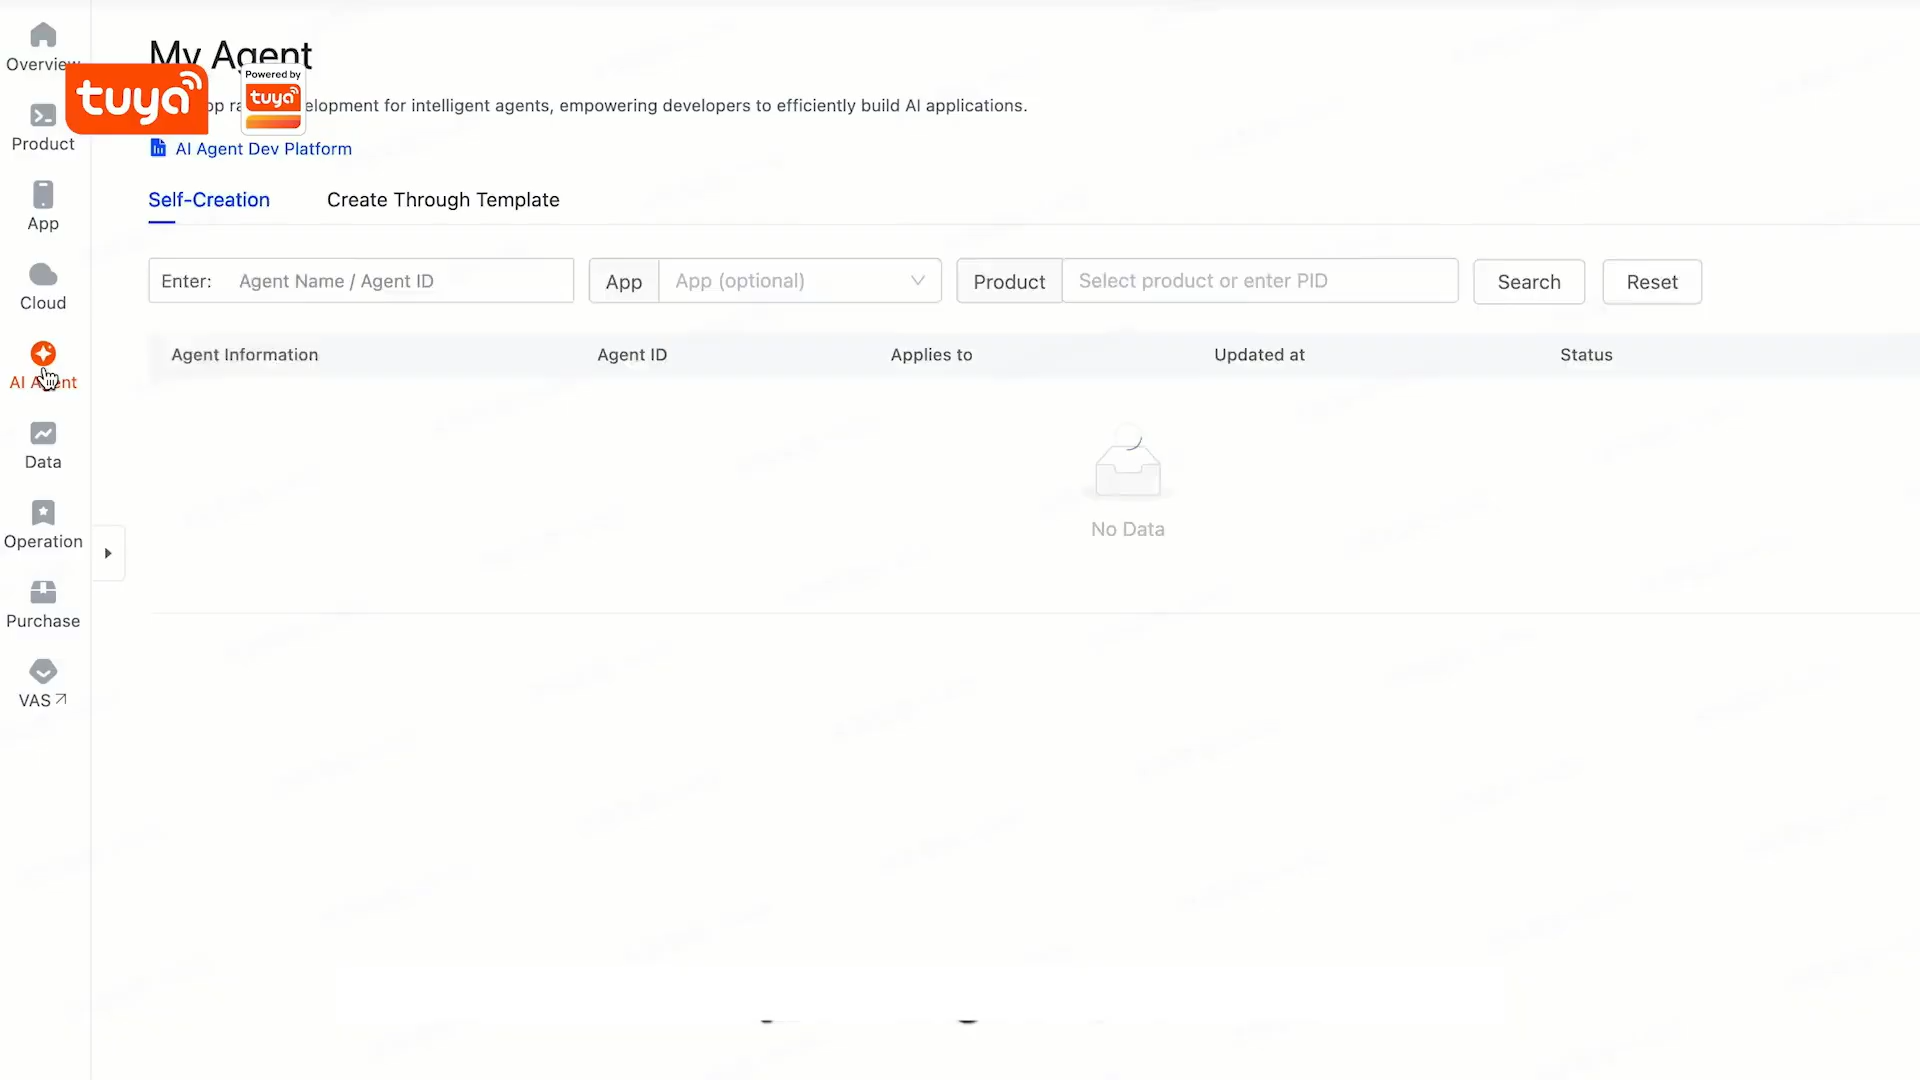 My Agent
Overview
tuya
Powered by
tuya
elopment for intelligent agents, empowering developers to efficiently build AI applications.
Product
AI Agent Dev Platform
Self-Creation
Create Through Template
App
Enter: Agent Name / Agent ID
App App (optional)
Product Select product or enter PID
Search
Reset
Cloud
Agent Information Agent ID Applies to Updated at Status
AI Agent
Data
No Data
Operation
Purchase
VAS